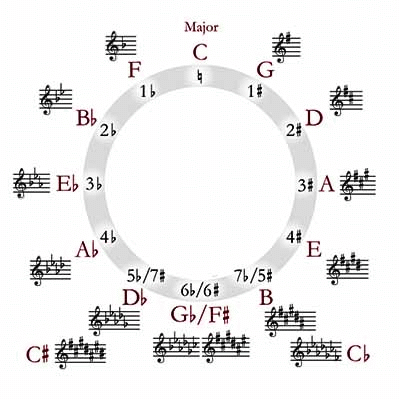 Major
C
F
G
♮
1♭
1♯
B♭
D
2♭
2♯
E♭
3♭
3♯
A
4♭
4♯
A♭
E
5♭/7♯
7♭/5♯
6♭/6♯
D♭
B
G♭/F♯
C♯
C♭